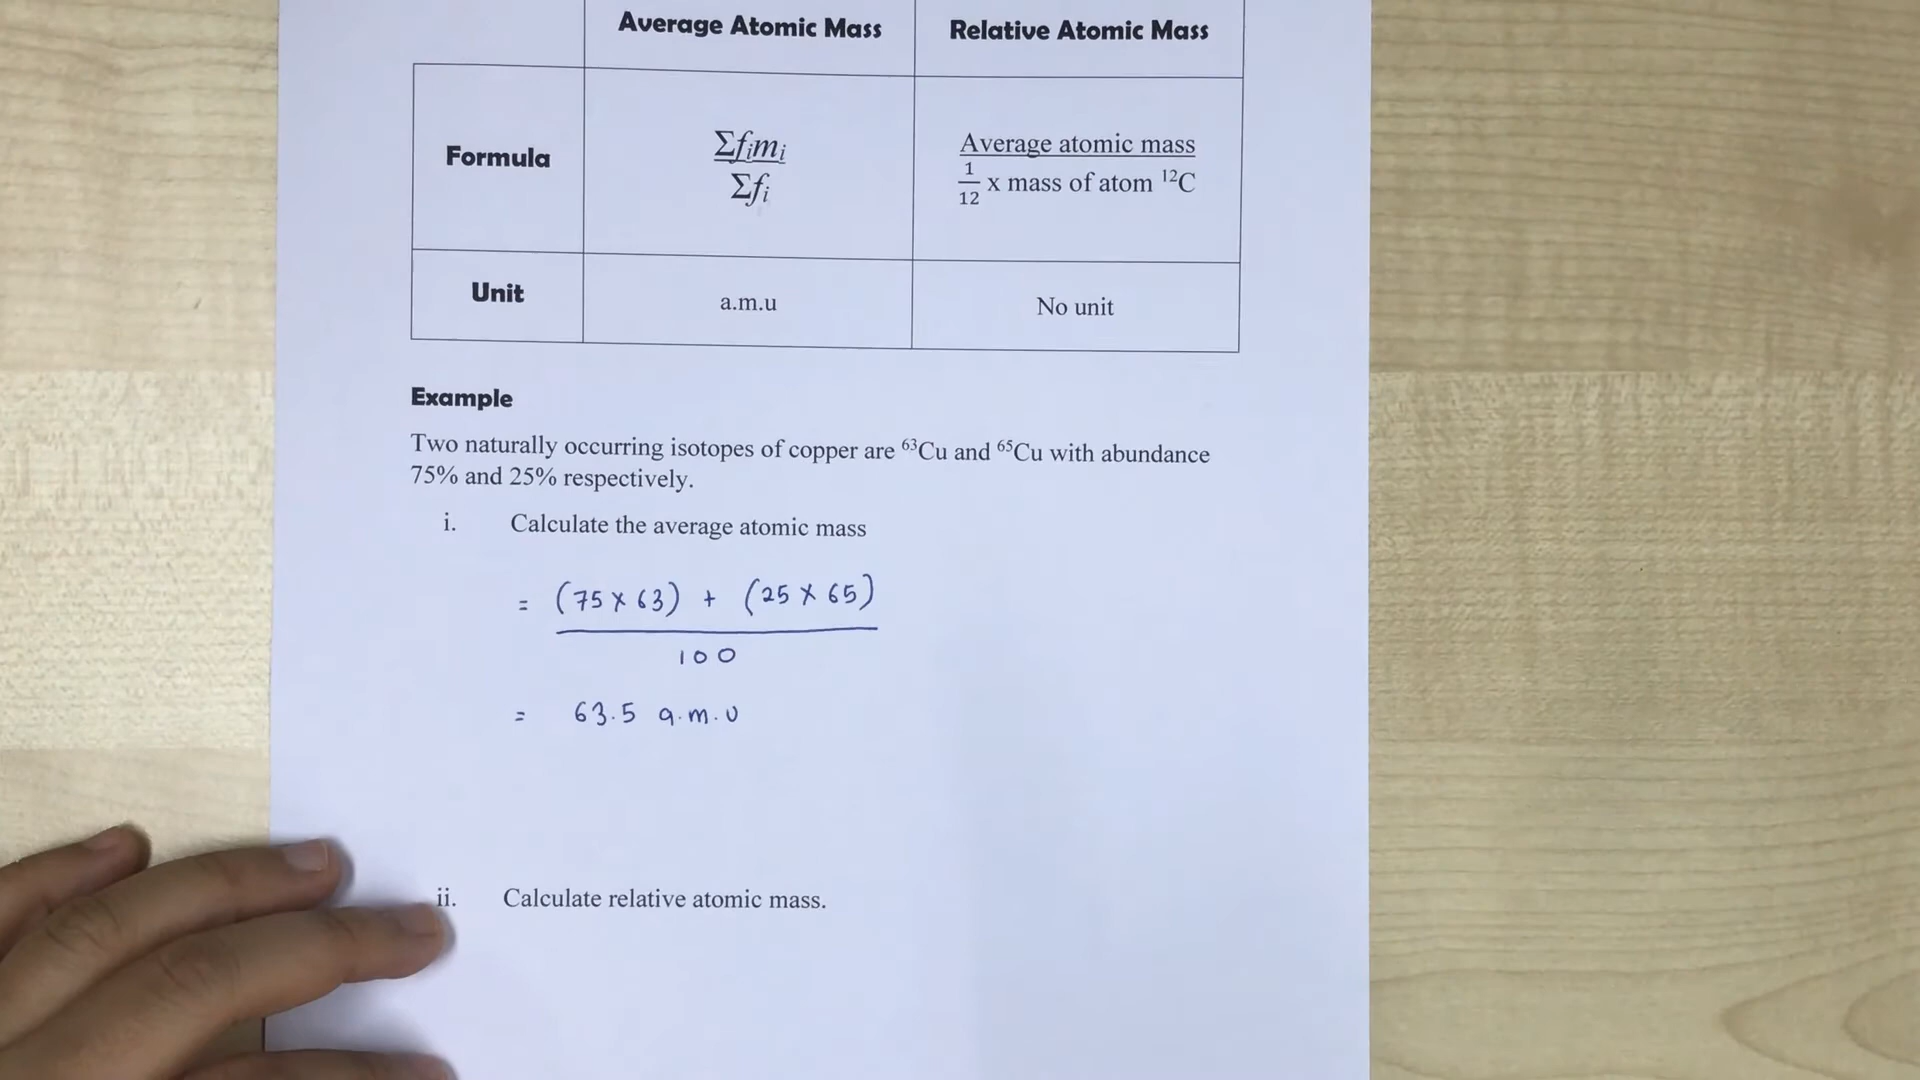 Average Atomic Mass Relative Atomic Mass
Formula
Σfᵢmᵢ
Σfᵢ
Average atomic mass
1/12 x mass of atom ¹²C
Unit a.m.u No unit
Example
Two naturally occurring isotopes of copper are ⁶³Cu and ⁶⁵Cu with abundance
75% and 25% respectively.
i. Calculate the average atomic mass
= (75 × 63) + (25 × 65)
100
= 63.5 a.m.u
ii. Calculate relative atomic mass.